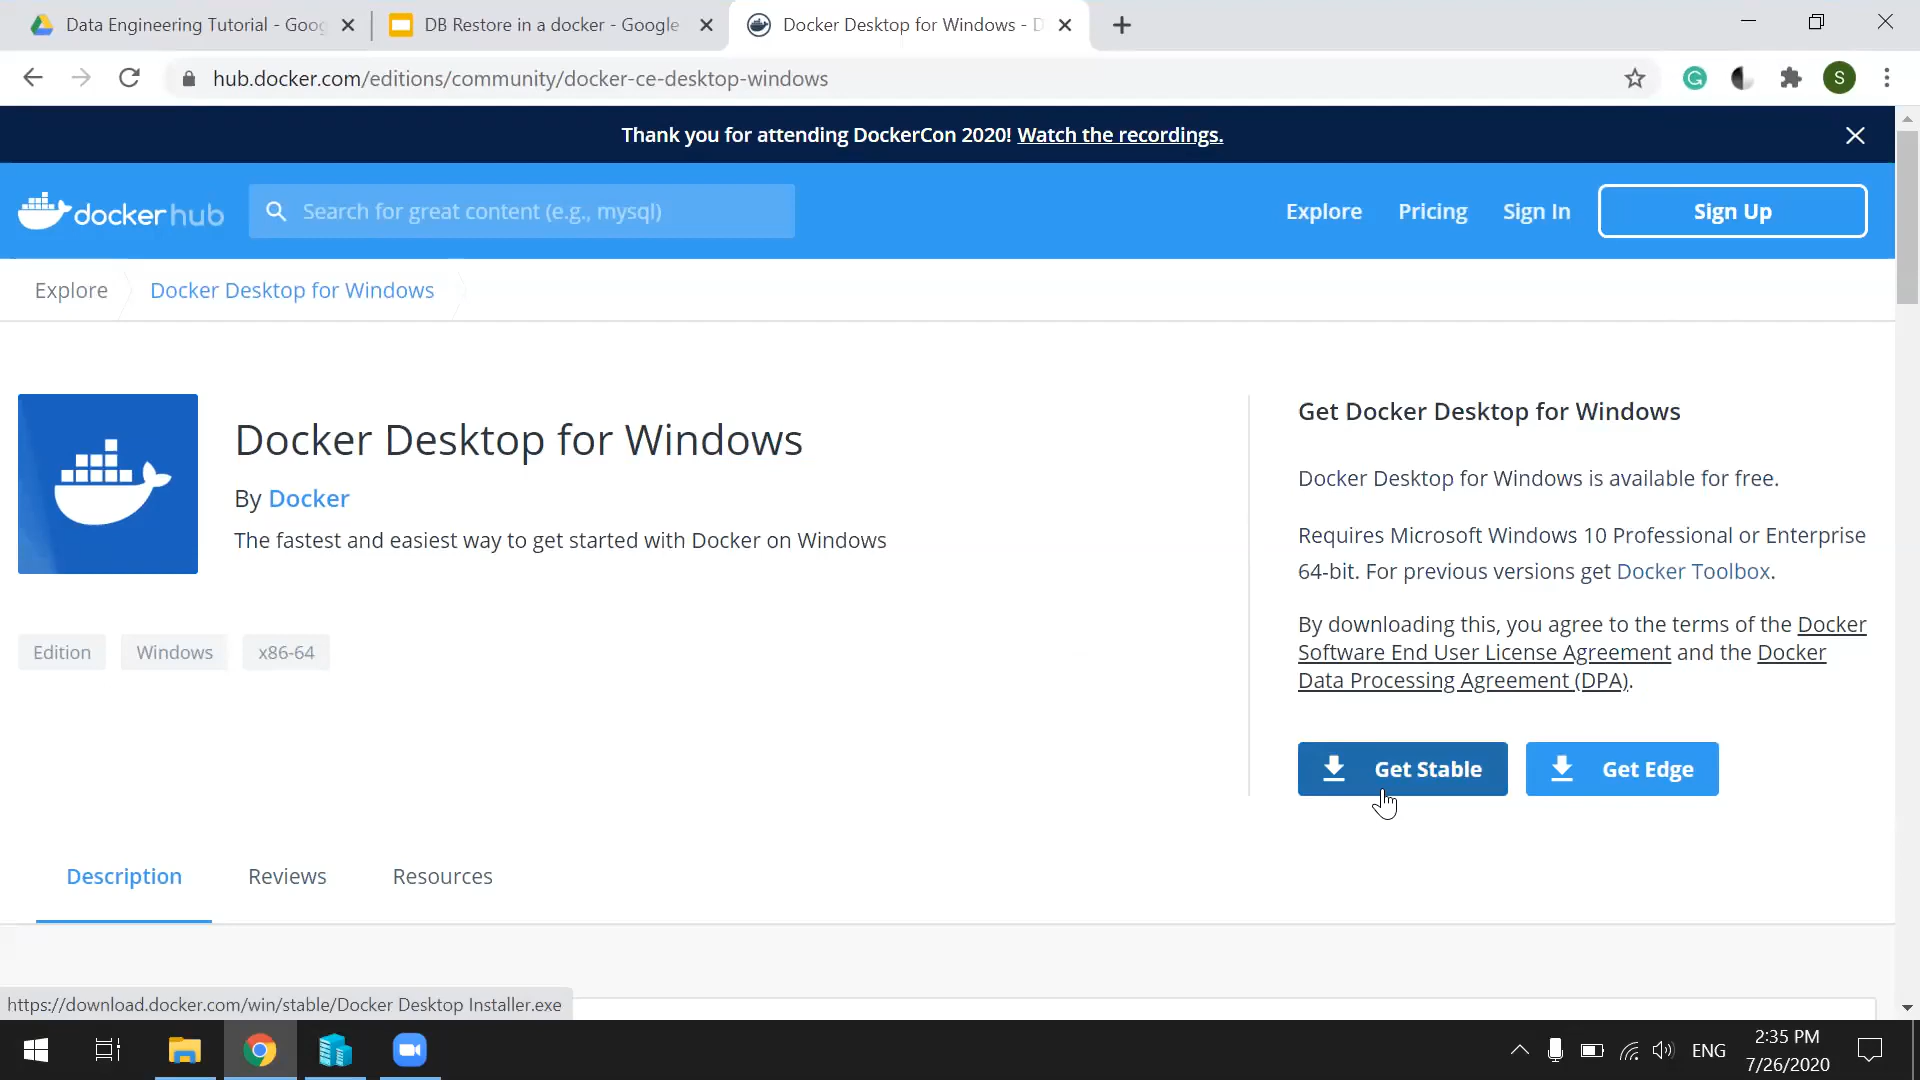 Data Engineering Tutorial - Goog
DB Restore in a docker - Google
Docker Desktop for Windows - D
hub.docker.com/editions/community/docker-ce-desktop-windows
S
Thank you for attending DockerCon 2020! Watch the recordings.
docker hub
Search for great content (e.g., mysql)
Explore
Pricing
Sign In
Sign Up
Explore
Docker Desktop for Windows
Docker Desktop for Windows
By Docker
The fastest and easiest way to get started with Docker on Windows
Edition
Windows
x86-64
Get Docker Desktop for Windows
Docker Desktop for Windows is available for free.
Requires Microsoft Windows 10 Professional or Enterprise
64-bit. For previous versions get Docker Toolbox.
By downloading this, you agree to the terms of the Docker
Software End User License Agreement and the Docker
Data Processing Agreement (DPA).
Get Stable
Get Edge
Description
Reviews
Resources
https://download.docker.com/win/stable/Docker Desktop Installer.exe
ENG
2:35 PM
7/26/2020